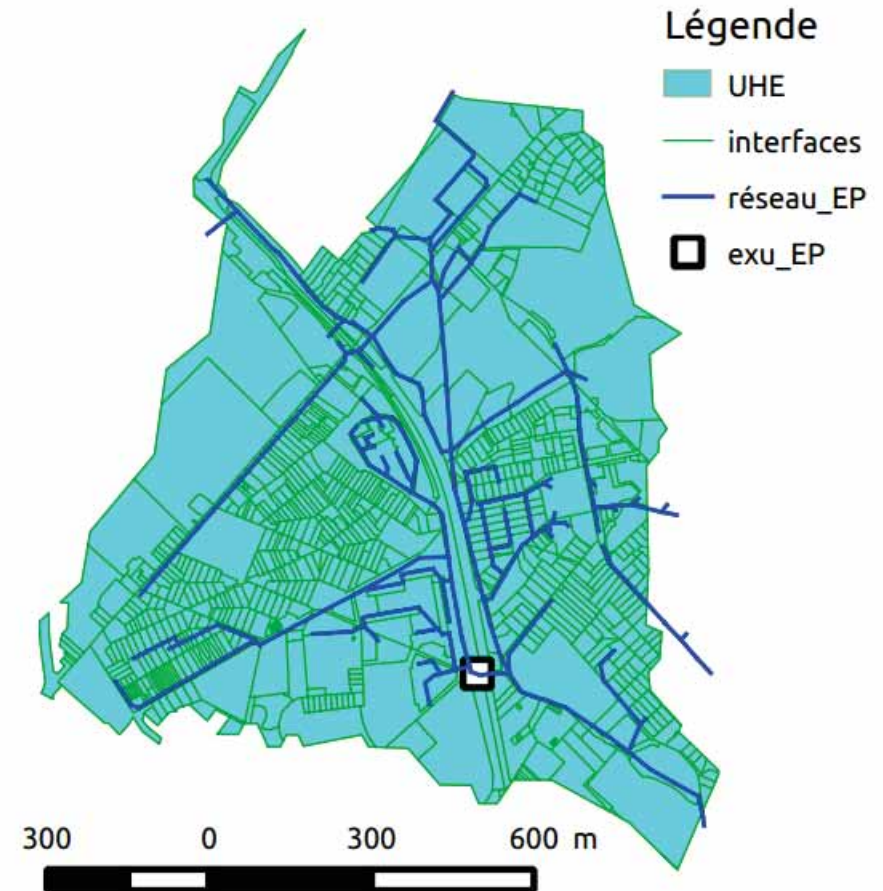 Légende
UHE
interfaces
réseau_EP
exu_EP
300 0 300 600 m